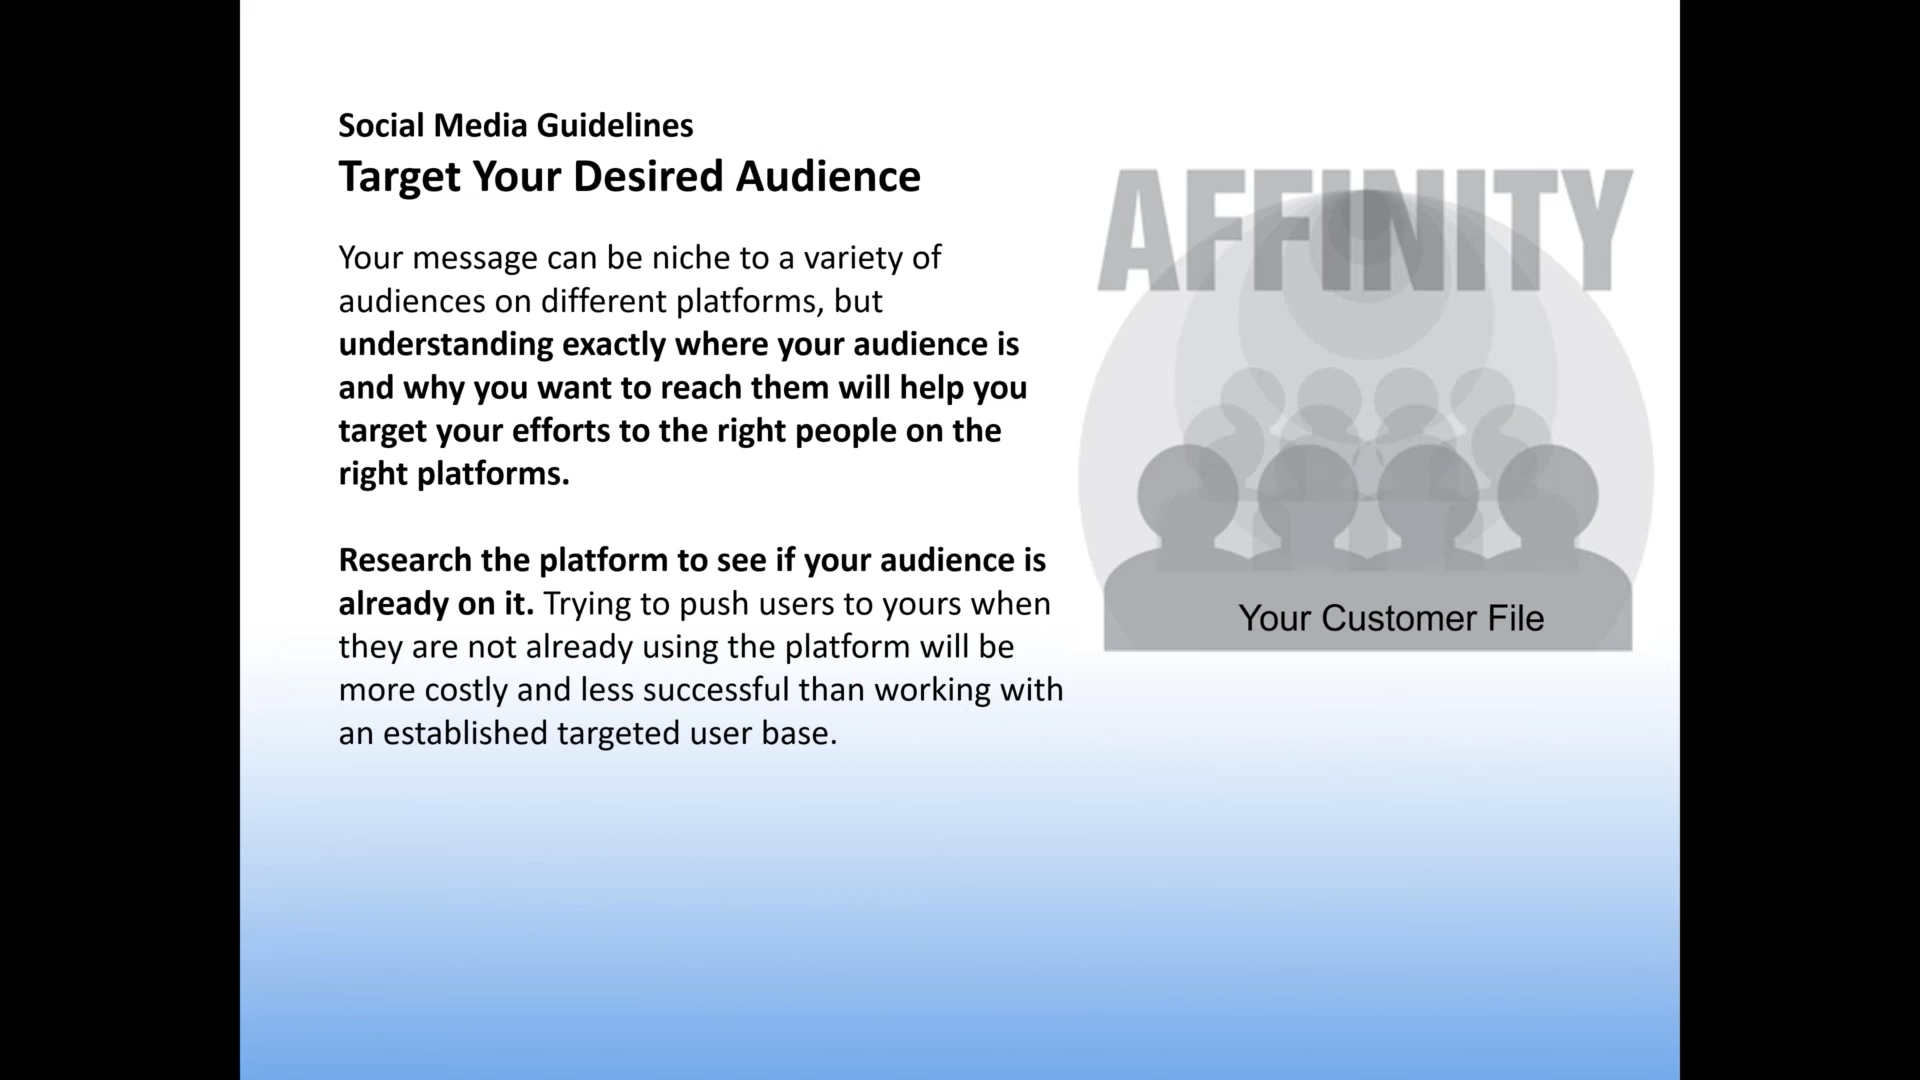 Social Media Guidelines
Target Your Desired Audience
Your message can be niche to a variety of
audiences on different platforms, but
understanding exactly where your audience is
and why you want to reach them will help you
target your efforts to the right people on the
right platforms.
Research the platform to see if your audience is
already on it. Trying to push users to yours when
they are not already using the platform will be
more costly and less successful than working with
an established targeted user base.
AFFINITY
Your Customer File